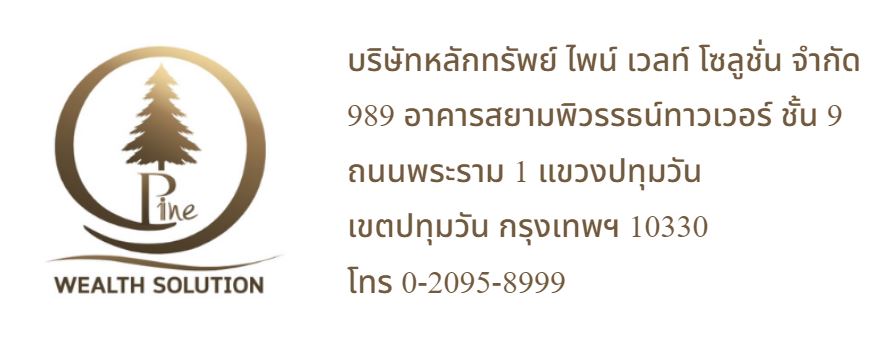 Pine
WEALTH SOLUTION
บริษัทหลักทรัพย์ ไพน์ เวลท์ โซลูชั่น จำกัด
989 อาคารสยามพิวรรธน์ทาวเวอร์ ชั้น 9
ถนนพระราม 1 แขวงปทุมวัน
เขตปทุมวัน กรุงเทพฯ 10330
โทร 0-2095-8999